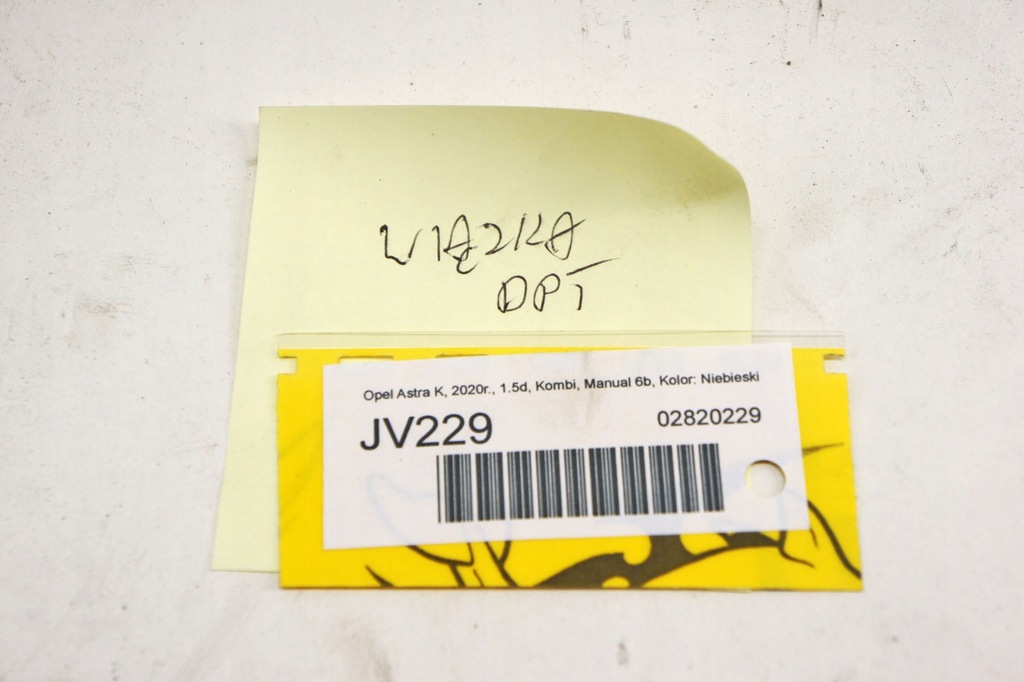 WIĄZKA
DPT
Opel Astra K, 2020r., 1.5d, Kombi, Manual 6b, Kolor: Niebieski
JV229
02820229